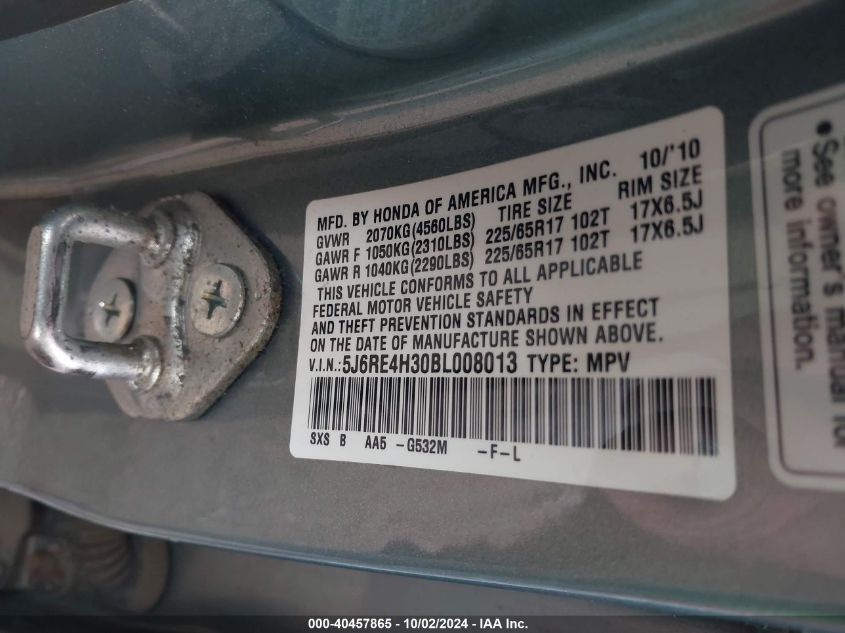 MFD. BY HONDA OF AMERICA MFG., INC. 10/'10
GVWR 2070KG(4560LBS) TIRE SIZE RIM SIZE
GAWR F 1050KG(2310LBS) 225/65R17 102T 17X6.5J
GAWR R 1040KG(2290LBS) 225/65R17 102T 17X6.5J
THIS VEHICLE CONFORMS TO ALL APPLICABLE
FEDERAL MOTOR VEHICLE SAFETY
AND THEFT PREVENTION STANDARDS IN EFFECT
ON THE DATE OF MANUFACTURE SHOWN ABOVE.
V.I.N.:5J6RE4H30BL008013 TYPE: MPV
SXS B AA5 -G532M -F-L
•See owner's manual for
more information.
000-40457865 - 10/02/2024 - IAA Inc.